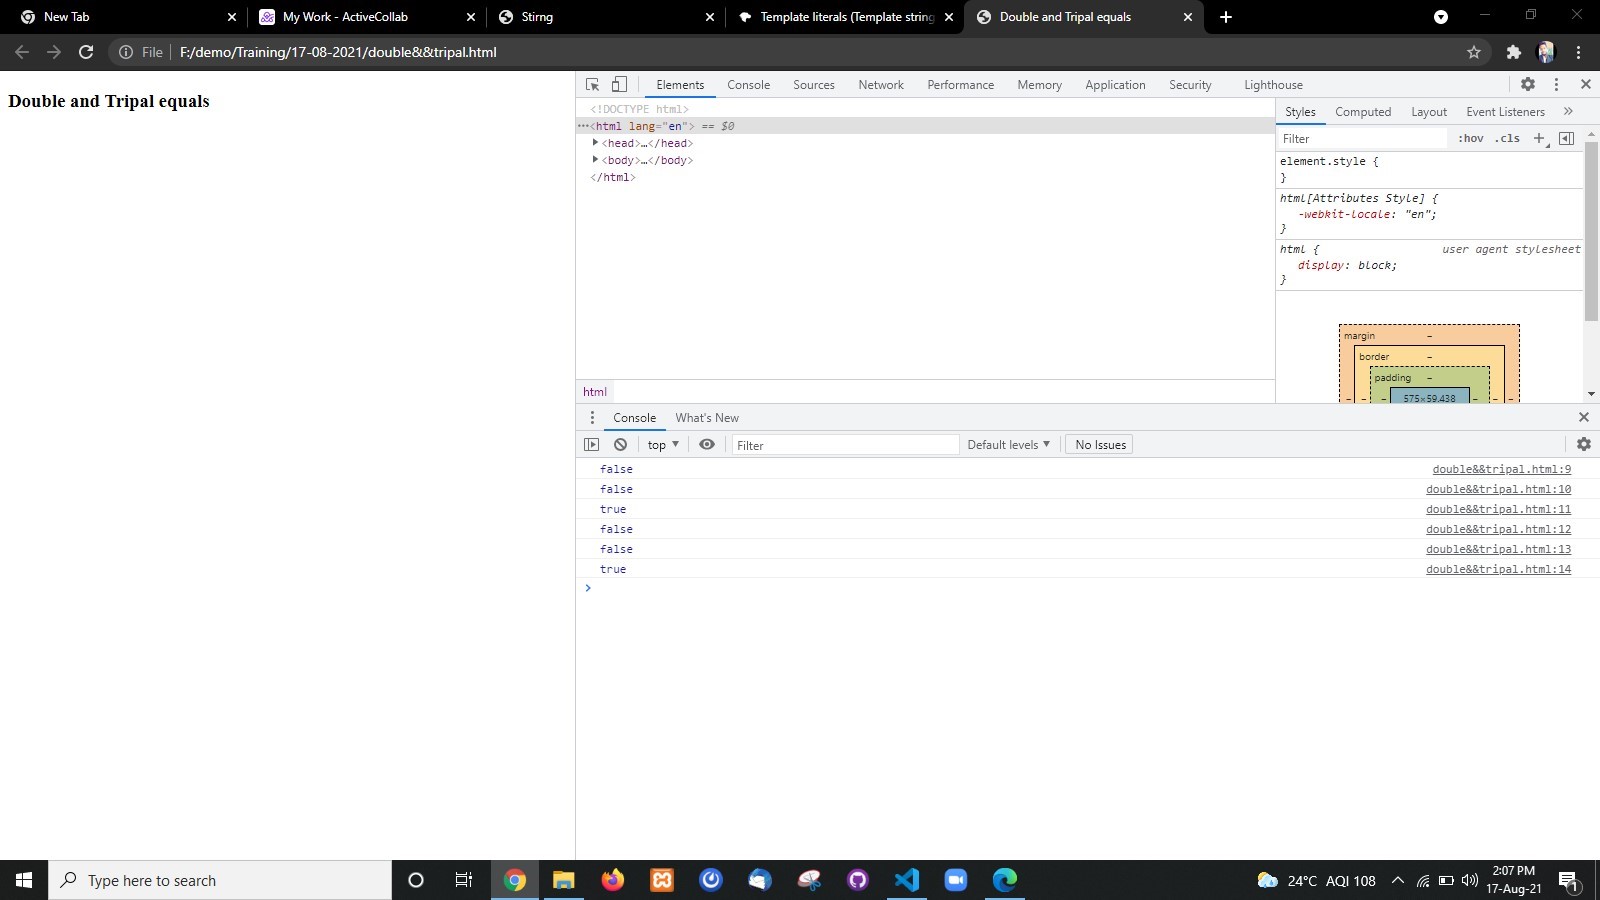 New Tab
My Work - ActiveCollab
Stirng
Template literals (Template string
Double and Tripal equals
File
F:/demo/Training/17-08-2021/double&&tripal.html
Double and Tripal equals
Elements Console Sources Network Performance Memory Application Security Lighthouse
<!DOCTYPE html>
<html lang="en"> == $0
<head>…</head>
<body>…</body>
</html>
html
Styles Computed Layout Event Listeners
Filter :hov .cls
element.style {
}
html[Attributes Style] {
-webkit-locale: "en";
}
html { user agent stylesheet
display: block;
}
margin –
border –
padding –
– – – 575×59.438 – – –
Console What's New
top Filter Default levels No Issues
false double&&tripal.html:9
false double&&tripal.html:10
true double&&tripal.html:11
false double&&tripal.html:12
false double&&tripal.html:13
true double&&tripal.html:14
Type here to search
24°C AQI 108
2:07 PM
17-Aug-21
1